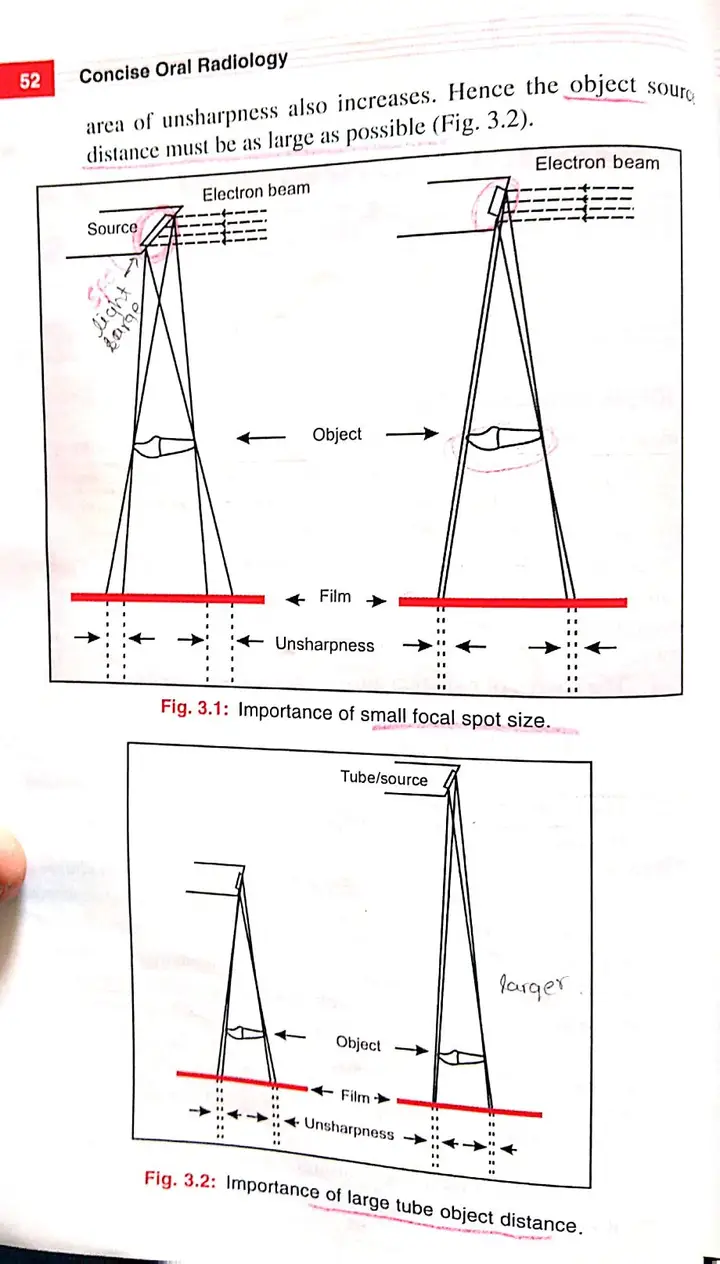 52
Concise Oral Radiology
area of unsharpness also increases. Hence the object sourc
distance must be as large as possible (Fig. 3.2).
Electron beam
Electron beam
Source
light
large
Object
Film
Unsharpness
Fig. 3.1: Importance of small focal spot size.
Tube/source
larger
Object
Film
Unsharpness
Fig. 3.2: Importance of large tube object distance.